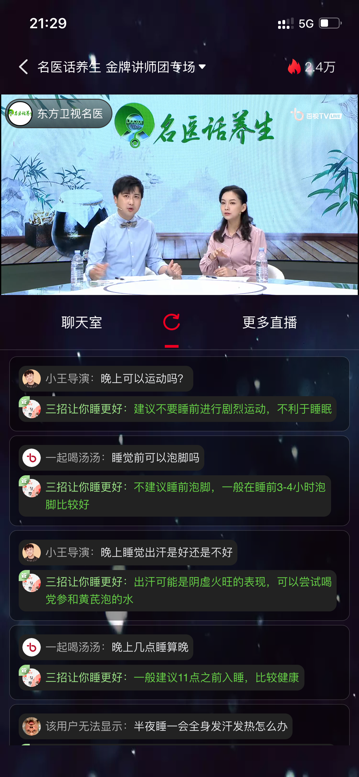 21:29
5G
名医话养生 金牌讲师团专场
2.4万
东方卫视名医
名医话养生
百视TV
聊天室
更多直播
小王导演：晚上可以运动吗？
三招让你睡更好：建议不要睡前进行剧烈运动，不利于睡眠
一起喝汤汤：睡觉前可以泡脚吗
三招让你睡更好：不建议睡前泡脚，一般在睡前3-4小时泡
脚比较好
小王导演：晚上睡觉出汗是好还是不好
三招让你睡更好：出汗可能是阴虚火旺的表现，可以尝试喝
党参和黄芪泡的水
一起喝汤汤：晚上几点睡算晚
三招让你睡更好：一般建议11点之前入睡，比较健康
该用户无法显示：半夜睡一会全身发汗发热怎么办